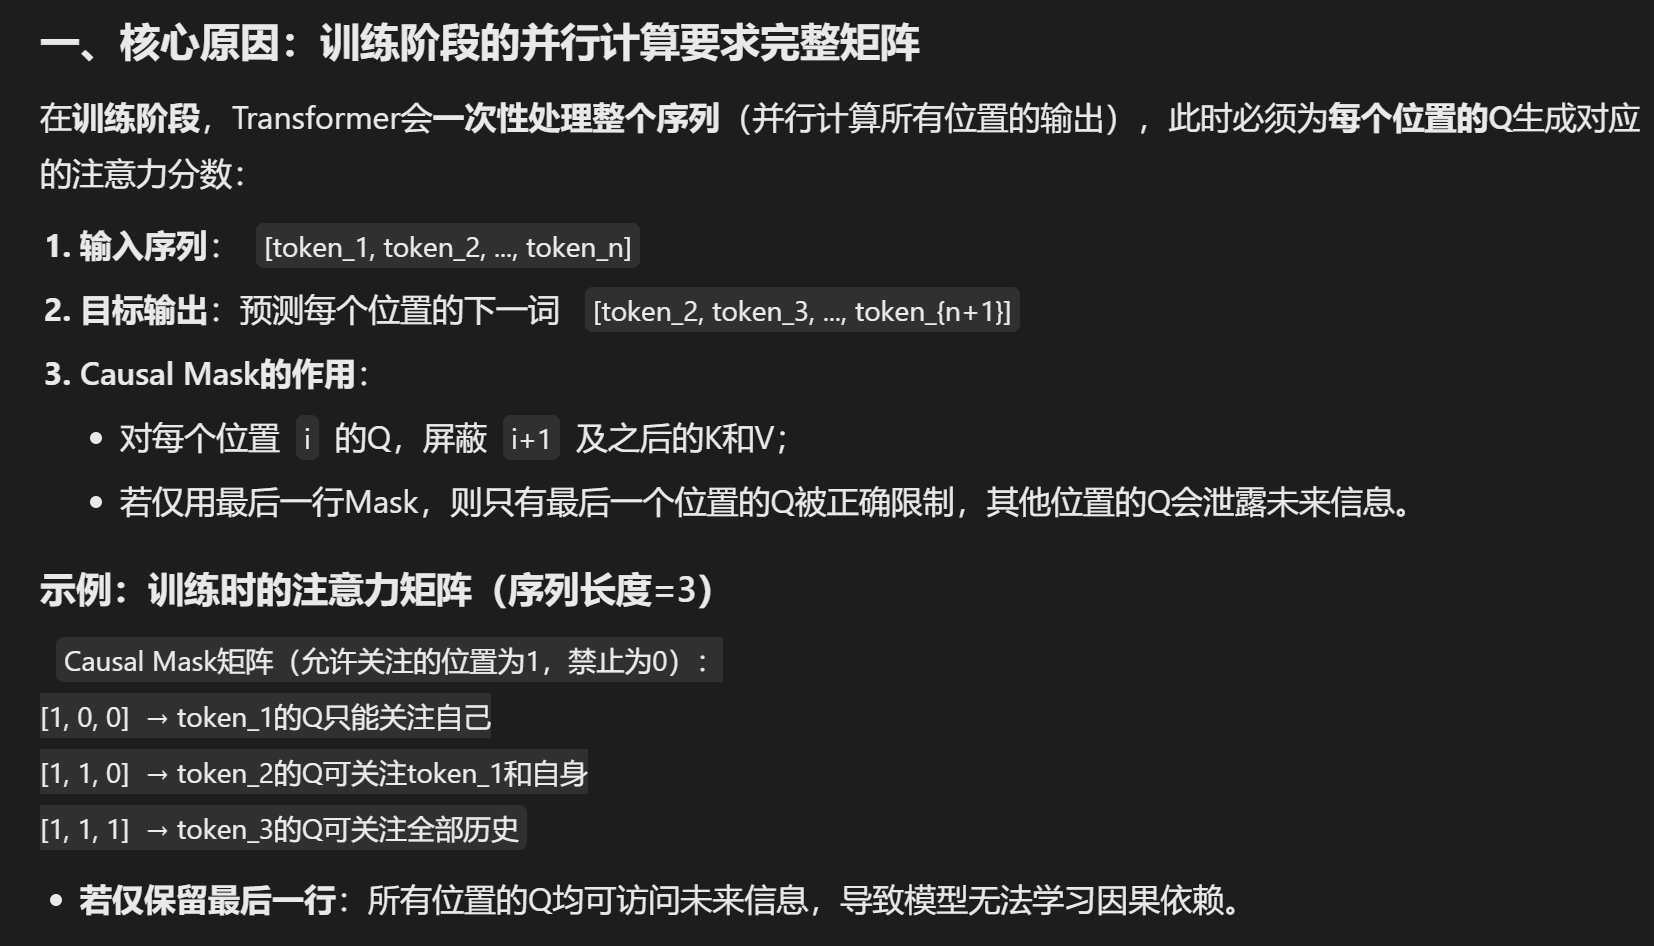 一、核心原因：训练阶段的并行计算要求完整矩阵
在训练阶段，Transformer会一次性处理整个序列（并行计算所有位置的输出），此时必须为每个位置的Q生成对应
的注意力分数：
1. 输入序列： [token_1, token_2, ..., token_n]
2. 目标输出：预测每个位置的下一词 [token_2, token_3, ..., token_{n+1}]
3. Causal Mask的作用：
• 对每个位置 i 的Q，屏蔽 i+1 及之后的K和V；
• 若仅用最后一行Mask，则只有最后一个位置的Q被正确限制，其他位置的Q会泄露未来信息。
示例：训练时的注意力矩阵（序列长度=3）
Causal Mask矩阵（允许关注的位置为1，禁止为0）：
[1, 0, 0] → token_1的Q只能关注自己
[1, 1, 0] → token_2的Q可关注token_1和自身
[1, 1, 1] → token_3的Q可关注全部历史
• 若仅保留最后一行：所有位置的Q均可访问未来信息，导致模型无法学习因果依赖。